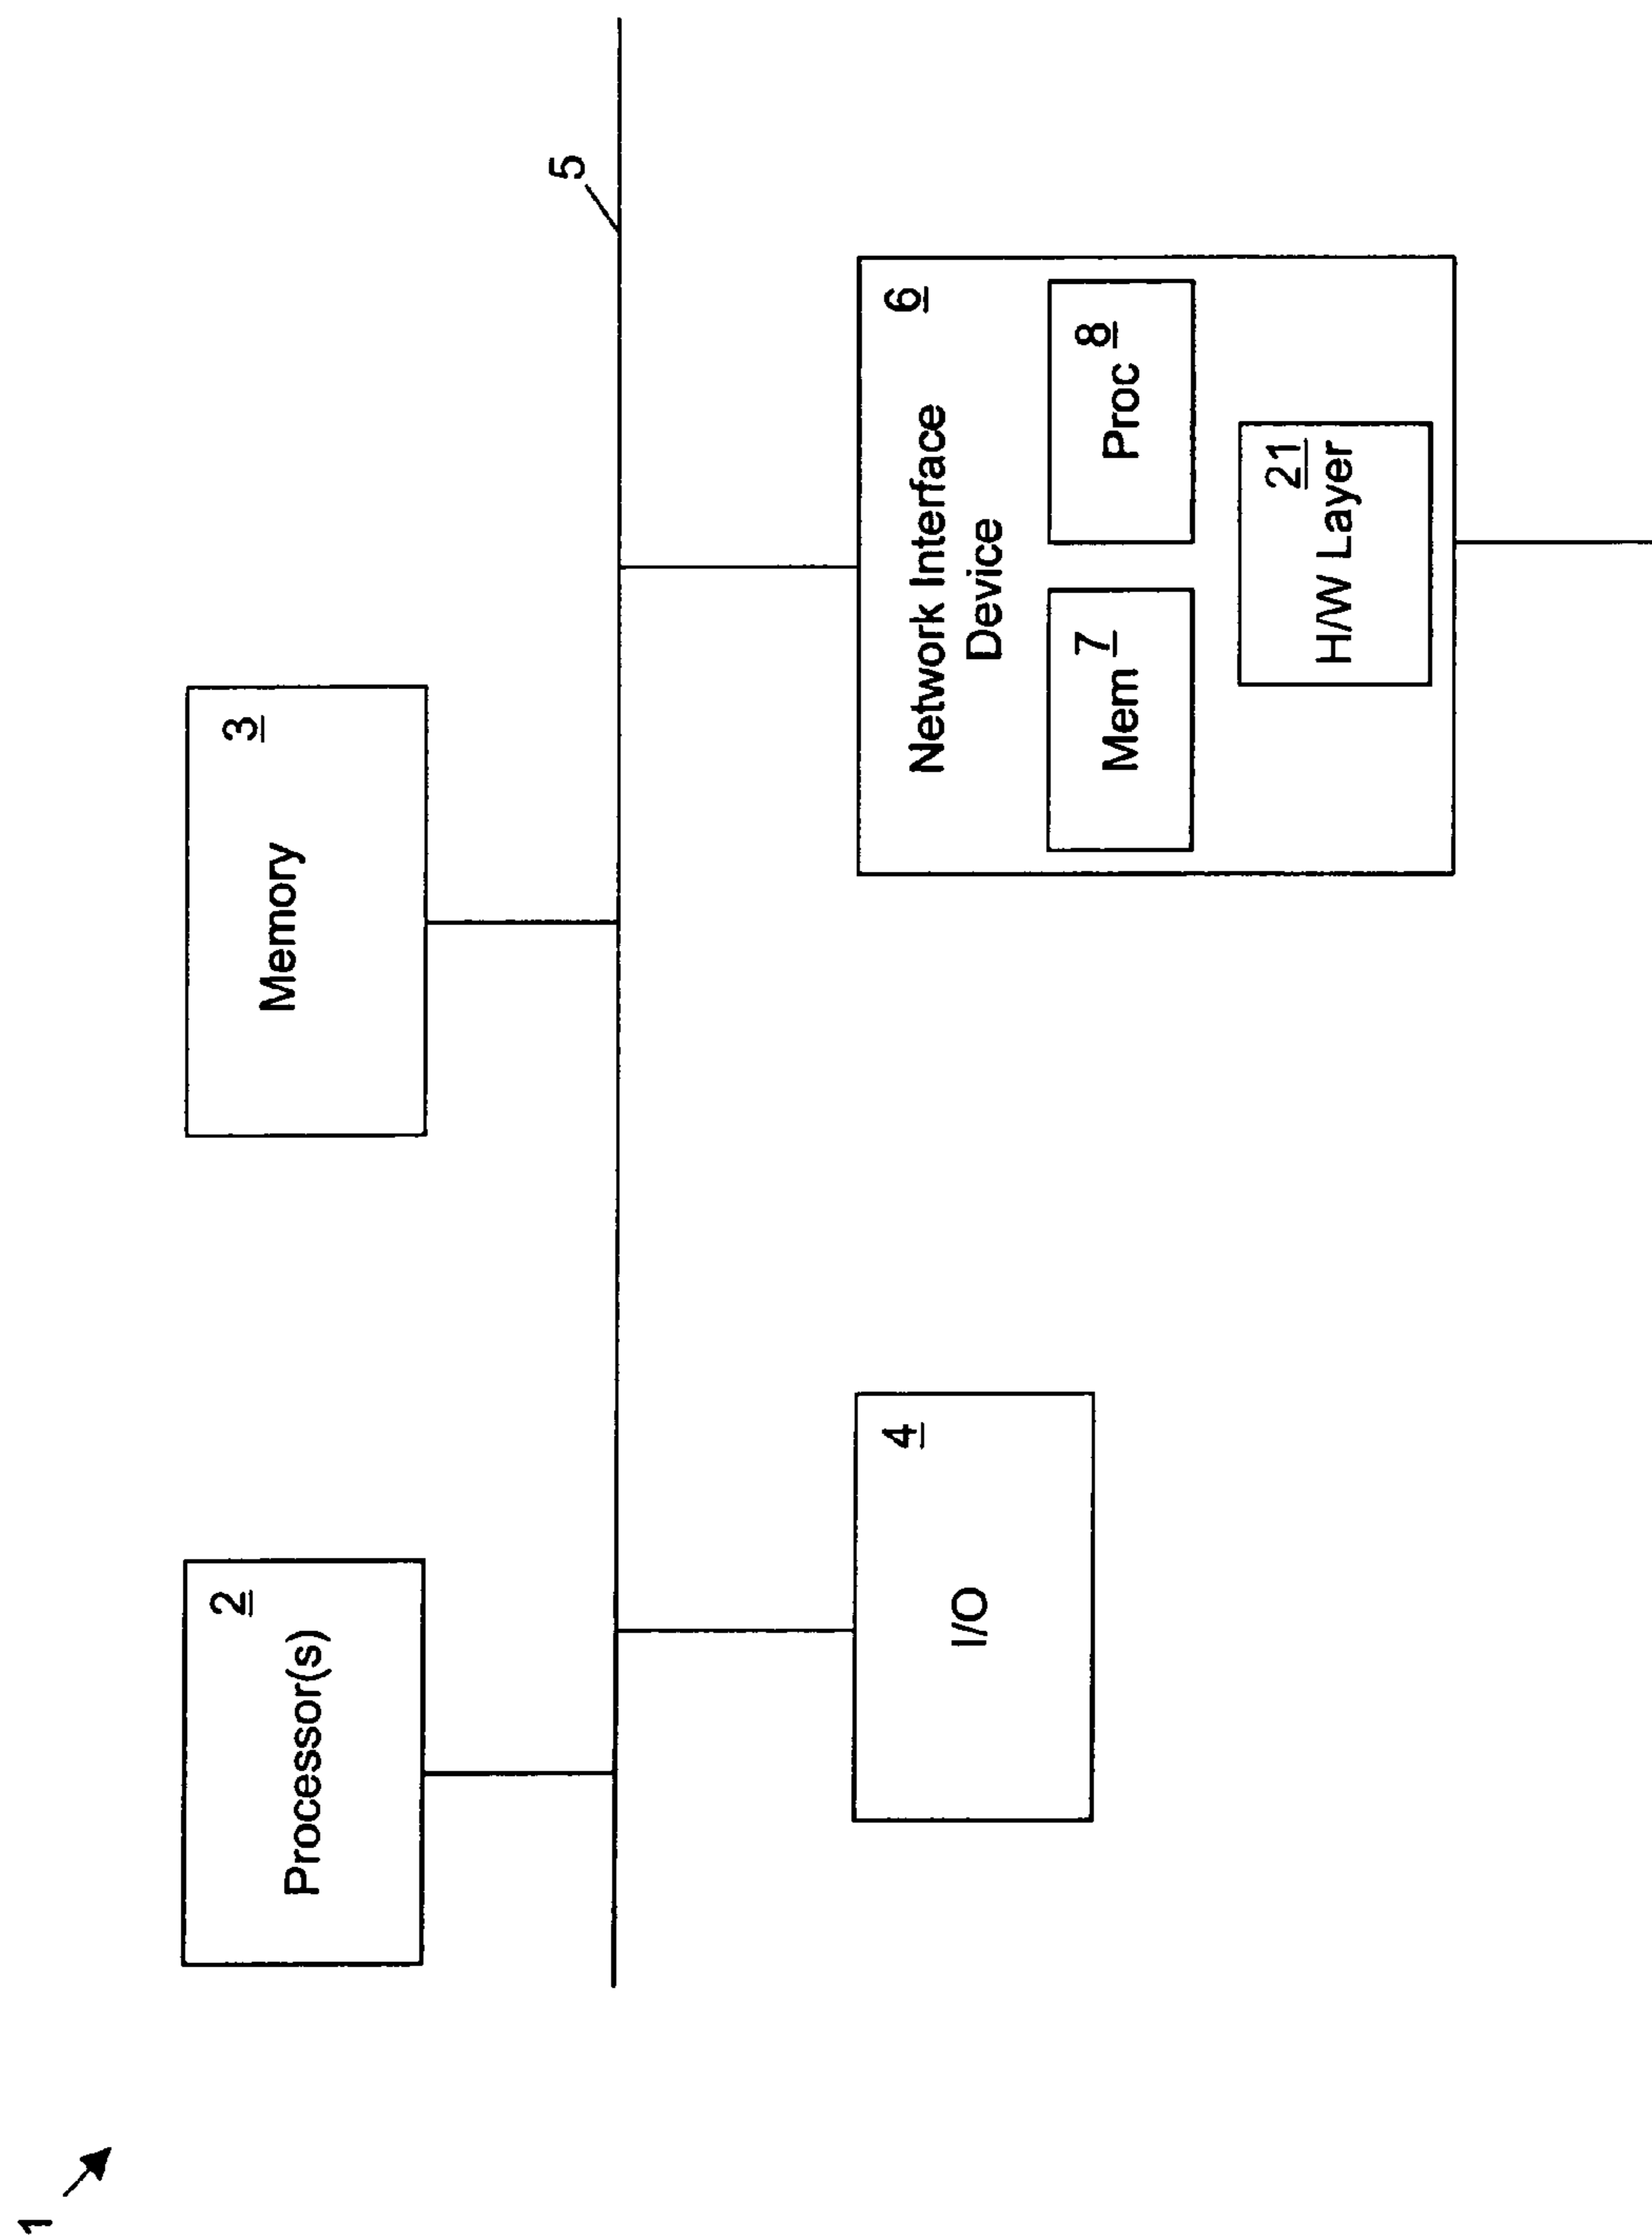 1
2
Processor(s)
3
Memory
5
4
I/O
6
Network Interface
Device
Mem 7
Proc 8
21
H/W Layer